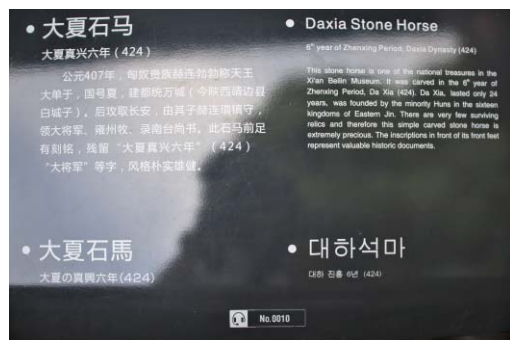 大夏石马
大夏真兴六年（424）
公元407年，匈奴贵族赫连勃勃称天王
大单于，国号夏，建都统万城（今陕西靖边县
白城子）。后攻取长安，由其子赫连璝镇守，
领大将军、雍州牧、录南台尚书。此石马前足
有刻铭，残留“大夏真兴六年”（424）
“大将军”等字，风格朴实雄健。
Daxia Stone Horse
6th year of Zhenxing Period, Daxia Dynasty (424)
This stone horse is one of the national treasures in the
Xi'an Beilin Museum. It was carved in the 6th year of
Zhenxing Period, Da Xia (424). Da Xia, lasted only 24
years, was founded by the minority Huns in the sixteen
kingdoms of Eastern Jin. There are very few surviving
relics and therefore this simple carved stone horse is
extremely precious. The inscriptions in front of its front feet
represent valuable historic documents.
大夏石馬
大夏の真興六年(424)
대하석마
대하 진흥 6년 (424)
No.0010